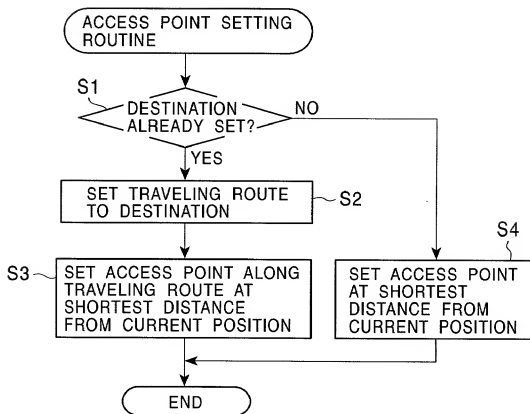 ACCESS POINT SETTING
ROUTINE
S1
DESTINATION
ALREADY SET?
NO
YES
SET TRAVELING ROUTE
TO DESTINATION
S2
S3
SET ACCESS POINT ALONG
TRAVELING ROUTE AT
SHORTEST DISTANCE
FROM CURRENT POSITION
S4
SET ACCESS POINT
AT SHORTEST
DISTANCE FROM
CURRENT POSITION
END